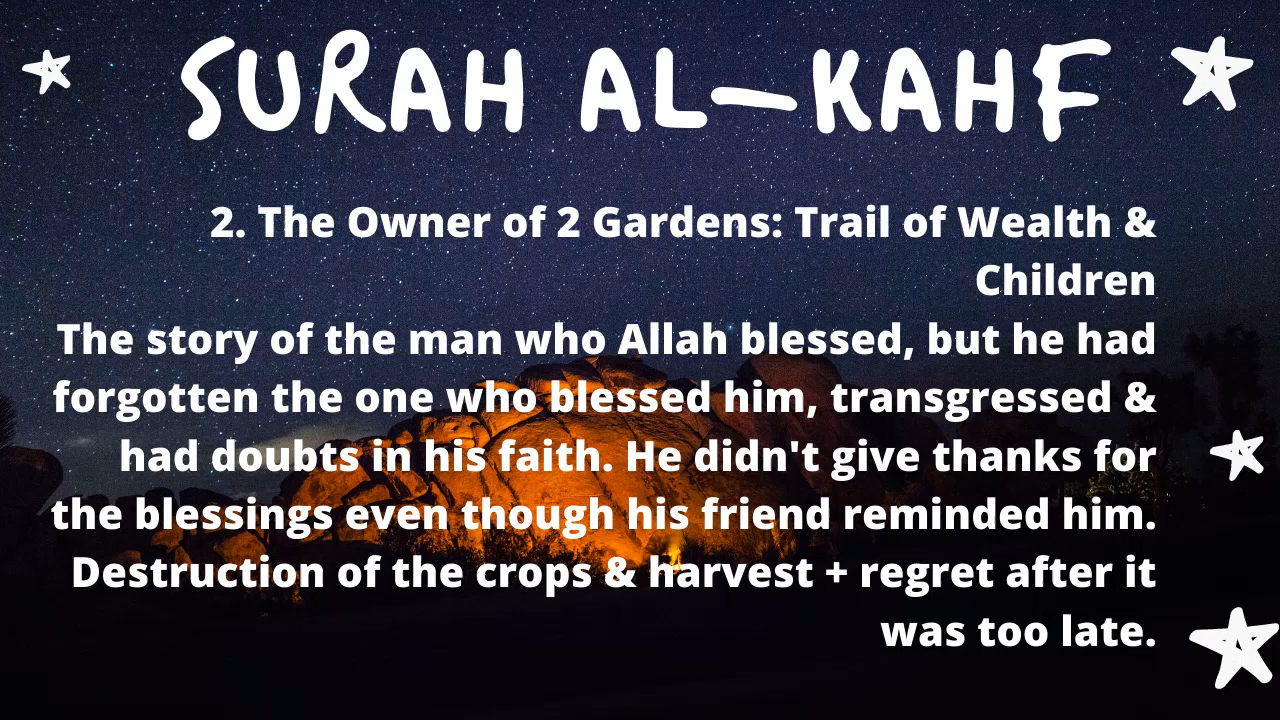 SURAH AL-KAHF
2. The Owner of 2 Gardens: Trail of Wealth &
Children
The story of the man who Allah blessed, but he had
forgotten the one who blessed him, transgressed &
had doubts in his faith. He didn't give thanks for
the blessings even though his friend reminded him.
Destruction of the crops & harvest + regret after it
was too late.